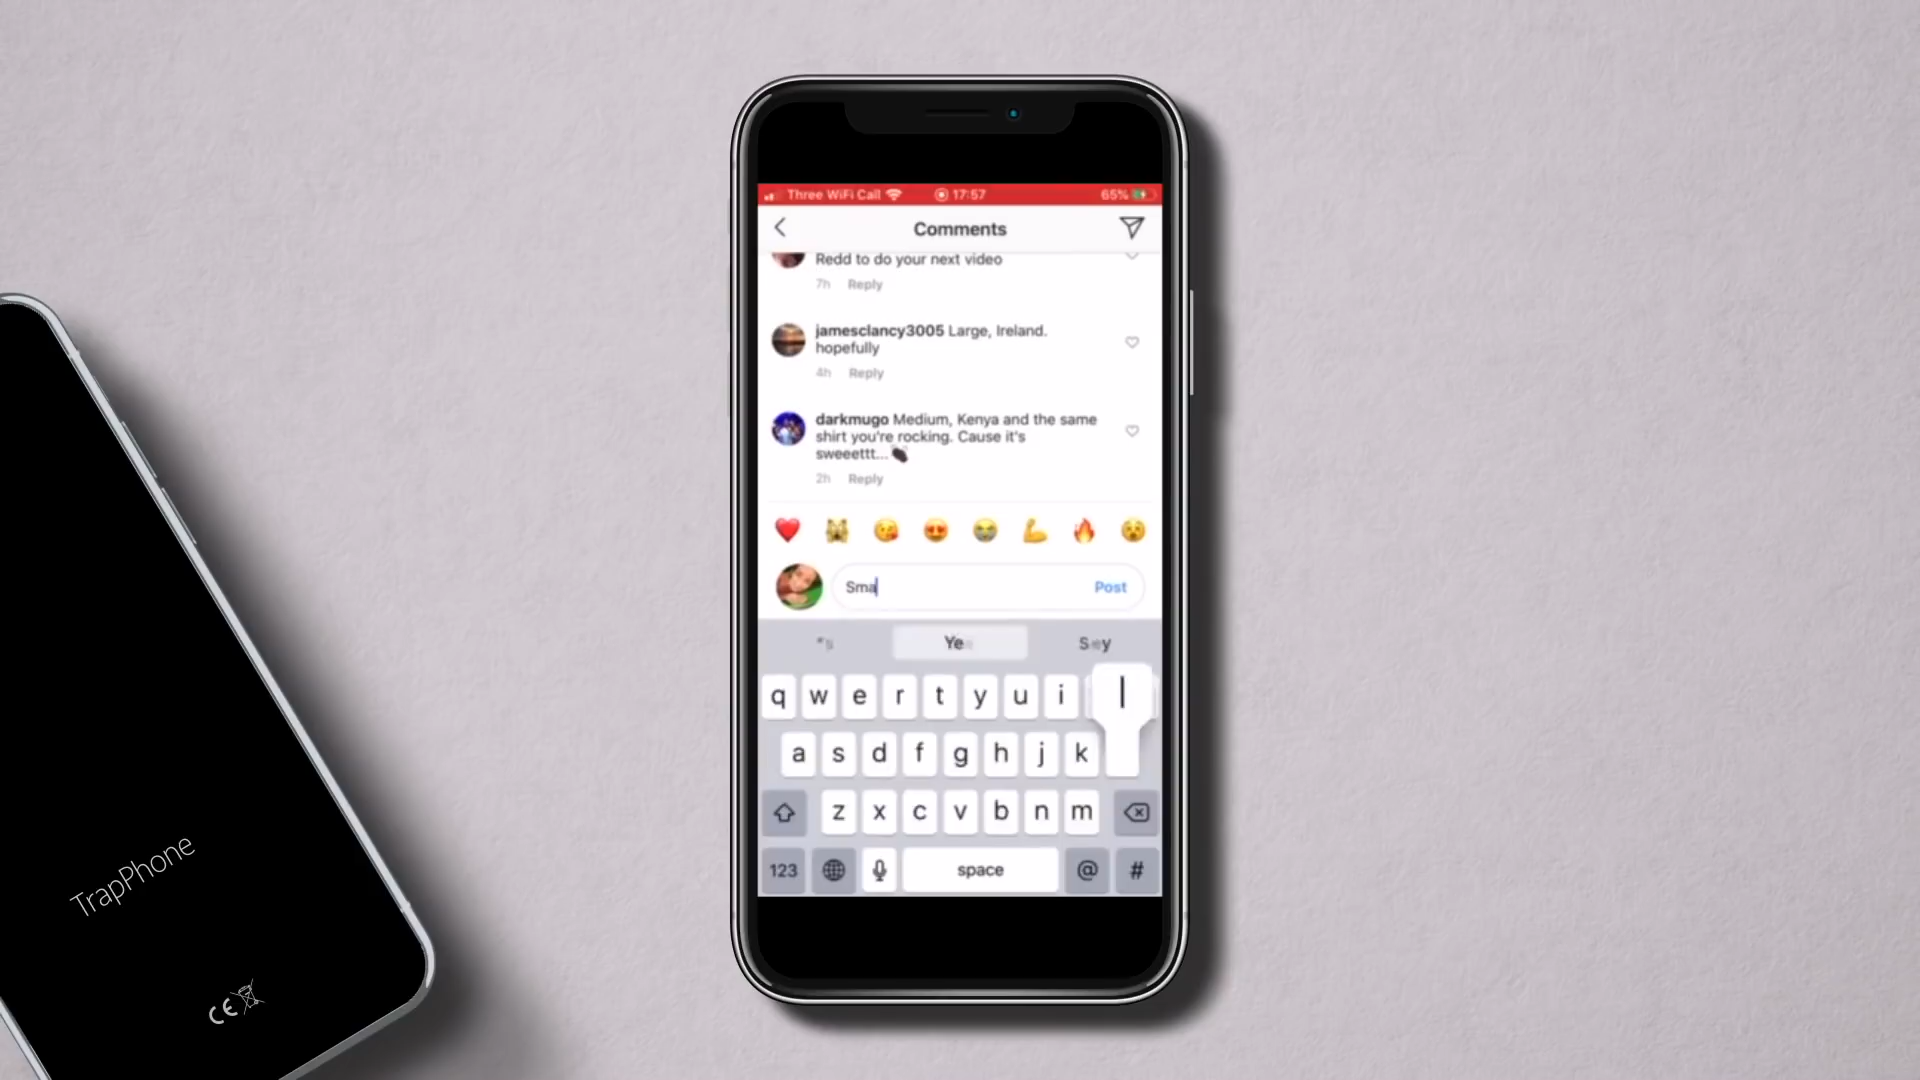 Three WiFi Call 17:57 65%
Comments
Redd to do your next video
7h Reply
jamesclancy3005 Large, Ireland.
hopefully
4h Reply
darkmugo Medium, Kenya and the same
shirt you're rocking. Cause it's
sweeettt...
2h Reply
Sma Post
Ye
q w e r t y u i l
a s d f g h j k
z x c v b n m
123 space @ #
TrapPhone
CE